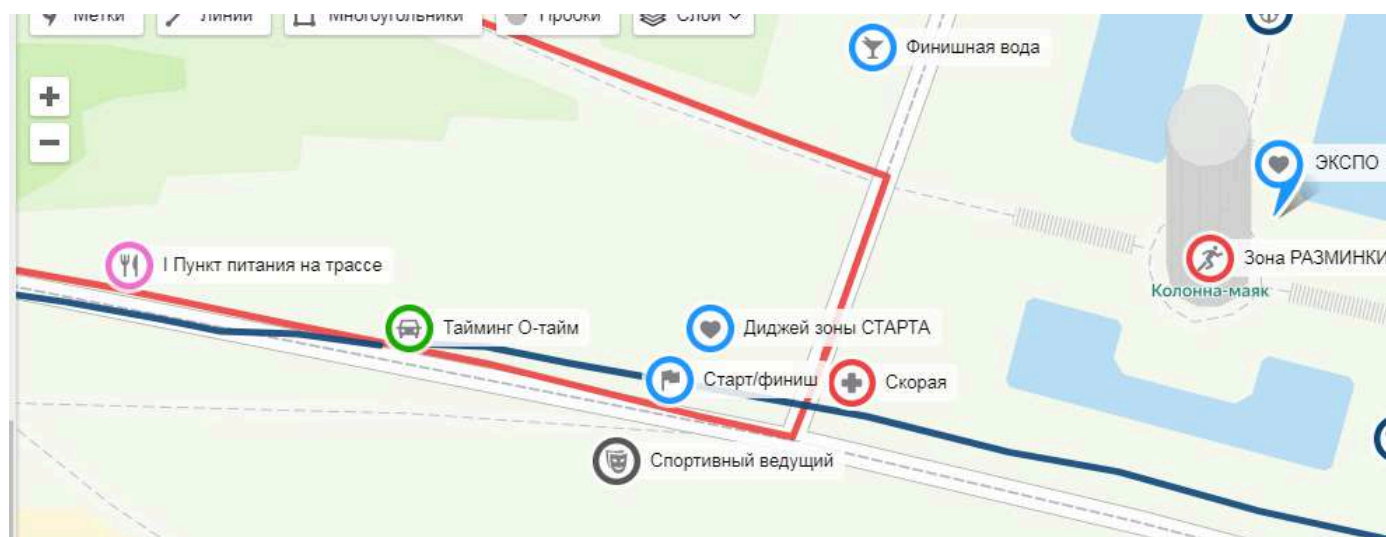 Метки
Линии
Многоугольники
Пробки
Слои
Финишная вода
ЭКСПО
I Пункт питания на трассе
Зона РАЗМИНКИ
Колонна-маяк
Тайминг О-тайм
Диджей зоны СТАРТА
Старт/финиш
Скорая
Спортивный ведущий